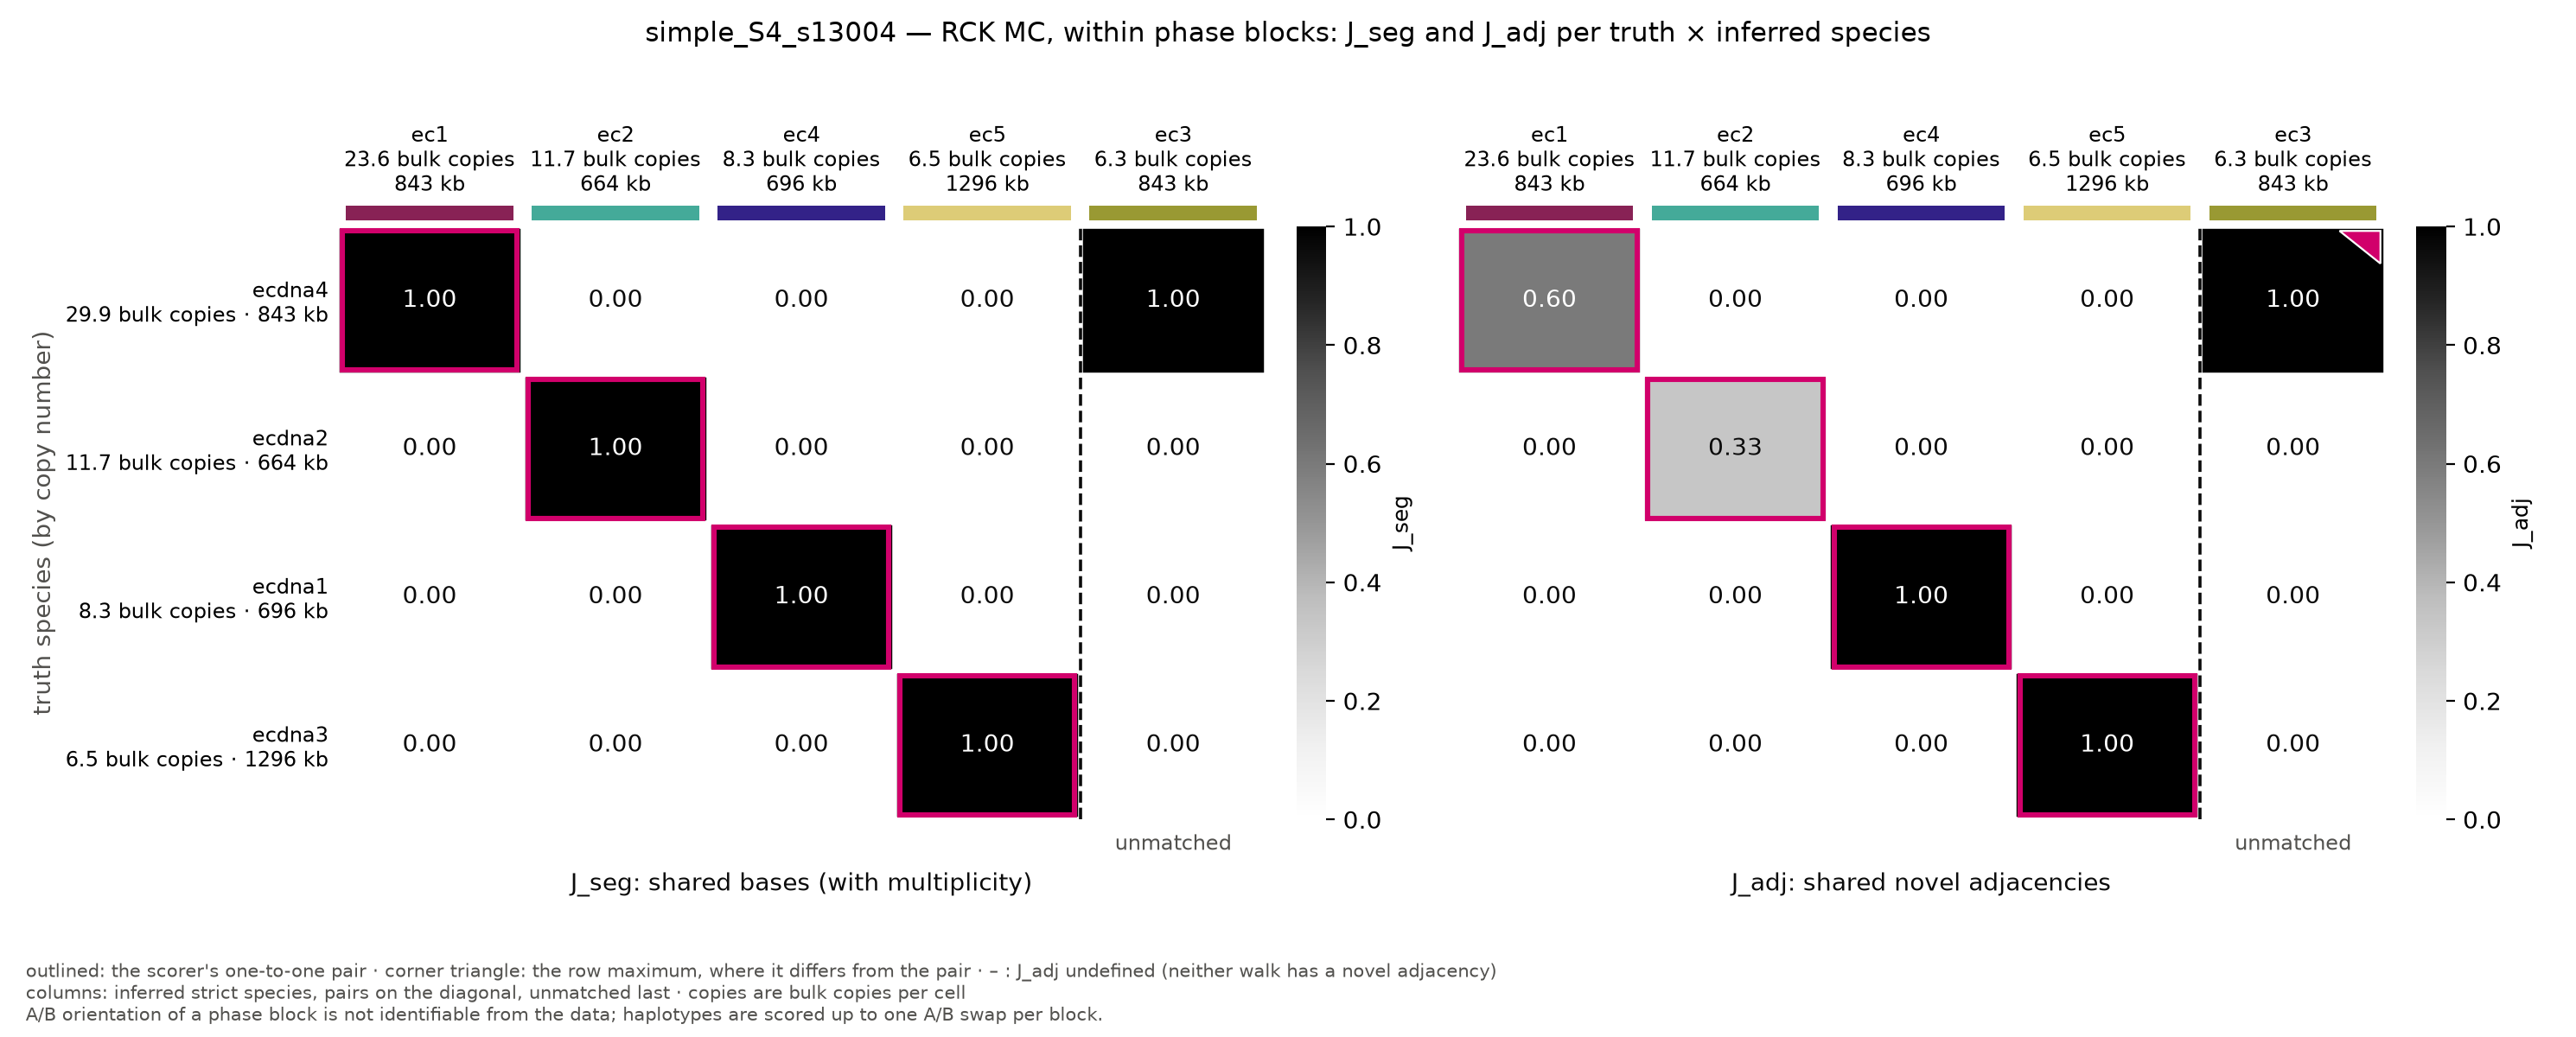 simple_S4_s13004 — RCK MC, within phase blocks: J_seg and J_adj per truth × inferred species
ec1
23.6 bulk copies
843 kb
ec2
11.7 bulk copies
664 kb
ec4
8.3 bulk copies
696 kb
ec5
6.5 bulk copies
1296 kb
ec3
6.3 bulk copies
843 kb
truth species (by copy number)
ecdna4
29.9 bulk copies · 843 kb
1.00 0.00 0.00 0.00 1.00
ecdna2
11.7 bulk copies · 664 kb
0.00 1.00 0.00 0.00 0.00
ecdna1
8.3 bulk copies · 696 kb
0.00 0.00 1.00 0.00 0.00
ecdna3
6.5 bulk copies · 1296 kb
0.00 0.00 0.00 1.00 0.00
unmatched
J_seg: shared bases (with multiplicity)
1.0
0.8
0.6
0.4
0.2
0.0
J_seg
ec1
23.6 bulk copies
843 kb
ec2
11.7 bulk copies
664 kb
ec4
8.3 bulk copies
696 kb
ec5
6.5 bulk copies
1296 kb
ec3
6.3 bulk copies
843 kb
0.60 0.00 0.00 0.00 1.00
0.00 0.33 0.00 0.00 0.00
0.00 0.00 1.00 0.00 0.00
0.00 0.00 0.00 1.00 0.00
unmatched
J_adj: shared novel adjacencies
1.0
0.8
0.6
0.4
0.2
0.0
J_adj
outlined: the scorer's one-to-one pair · corner triangle: the row maximum, where it differs from the pair · – : J_adj undefined (neither walk has a novel adjacency)
columns: inferred strict species, pairs on the diagonal, unmatched last · copies are bulk copies per cell
A/B orientation of a phase block is not identifiable from the data; haplotypes are scored up to one A/B swap per block.